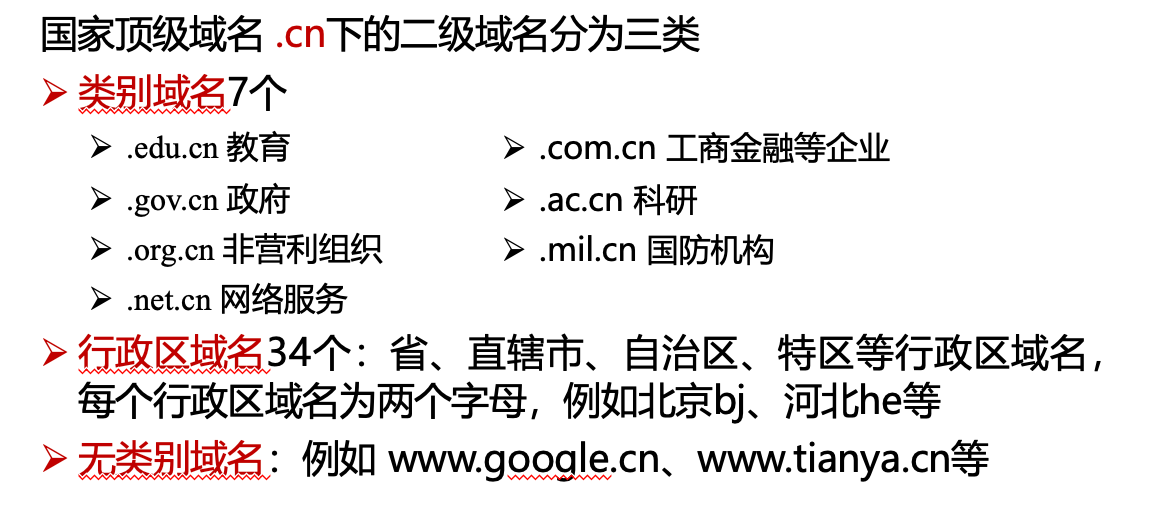 国家顶级域名 .cn下的二级域名分为三类
类别域名7个
.edu.cn 教育
.com.cn 工商金融等企业
.gov.cn 政府
.ac.cn 科研
.org.cn 非营利组织
.mil.cn 国防机构
.net.cn 网络服务
行政区域名34个：省、直辖市、自治区、特区等行政区域名，
每个行政区域名为两个字母，例如北京bj、河北he等
无类别域名：例如 www.google.cn、www.tianya.cn等